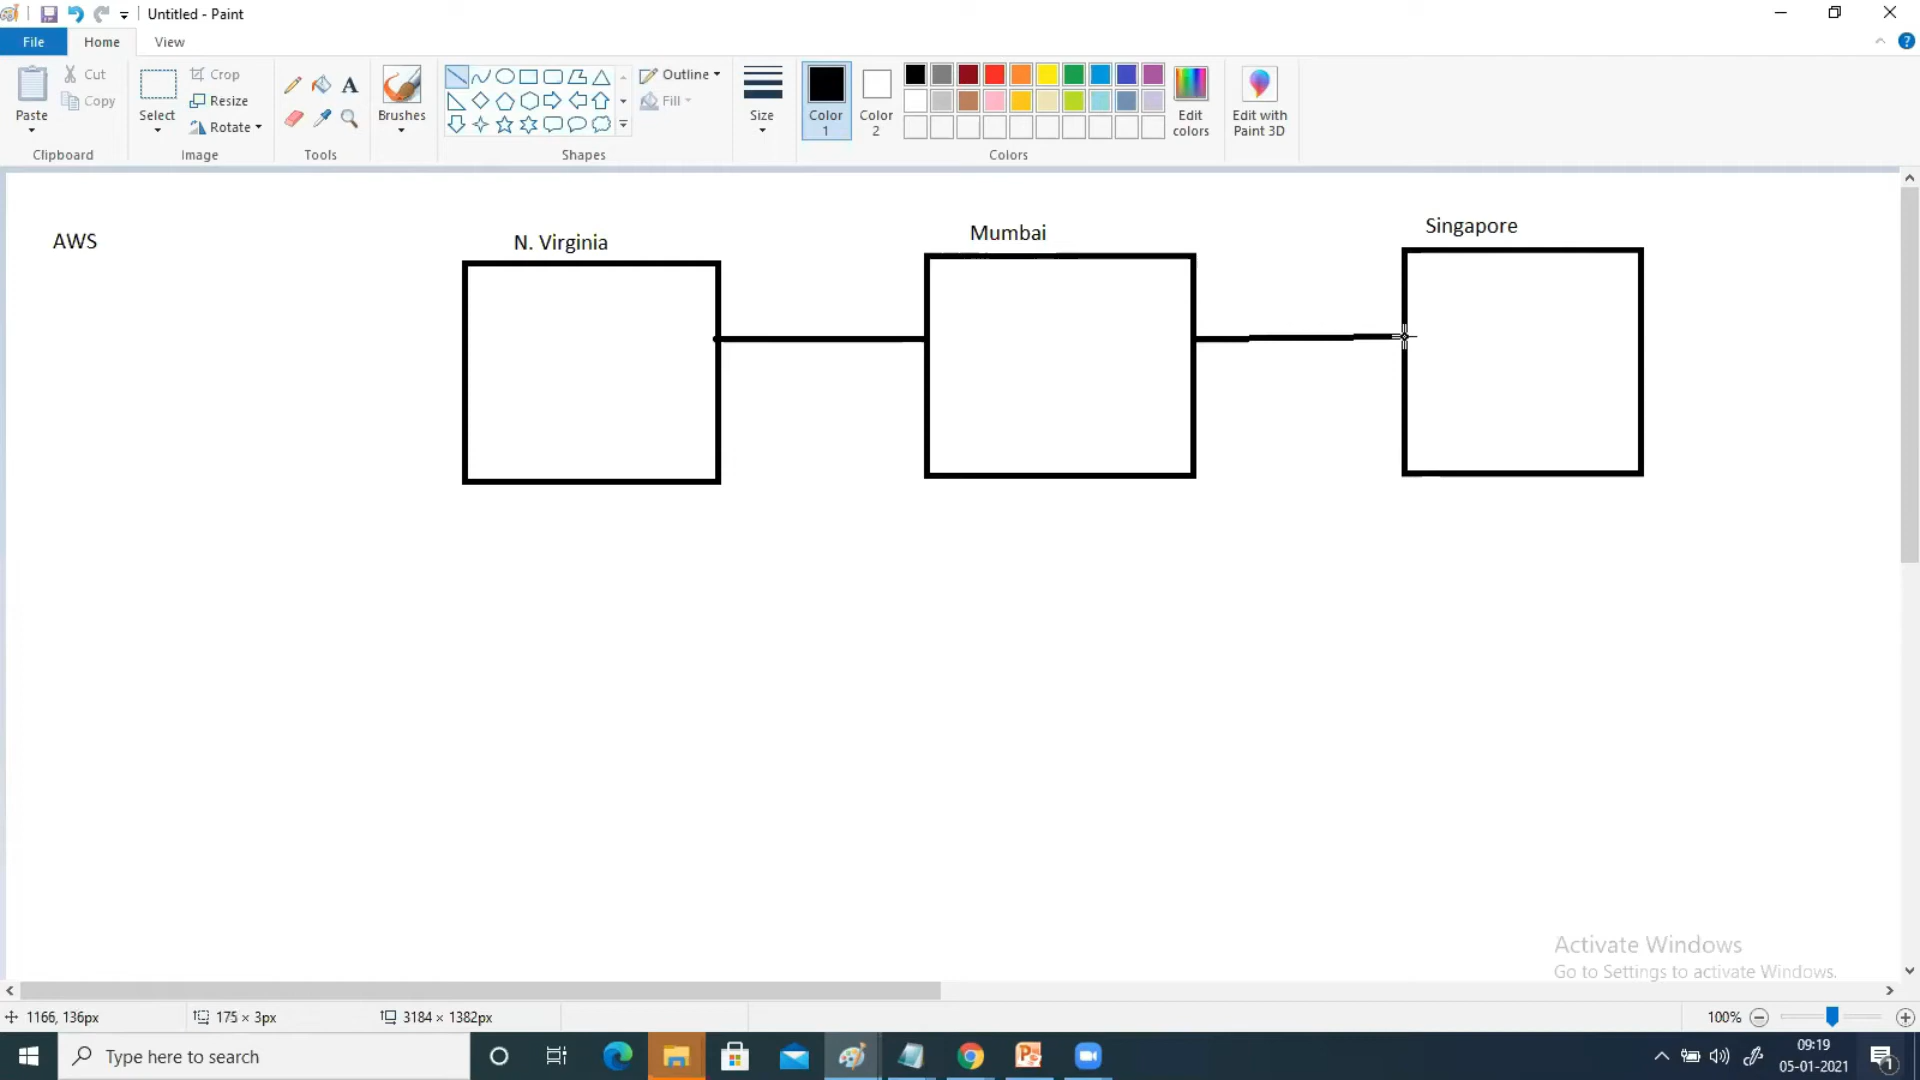 Untitled - Paint
File
Home
View
Paste
Cut
Copy
Clipboard
Select
Crop
Resize
Rotate
Image
A
Tools
Brushes
Shapes
Outline
Fill
Size
Color
1
Color
2
Edit
colors
Colors
Edit with
Paint 3D
AWS
N. Virginia
Mumbai
Singapore
Activate Windows
Go to Settings to activate Windows.
1166, 136px
175 × 3px
3184 × 1382px
100%
Type here to search
09:19
05-01-2021
1